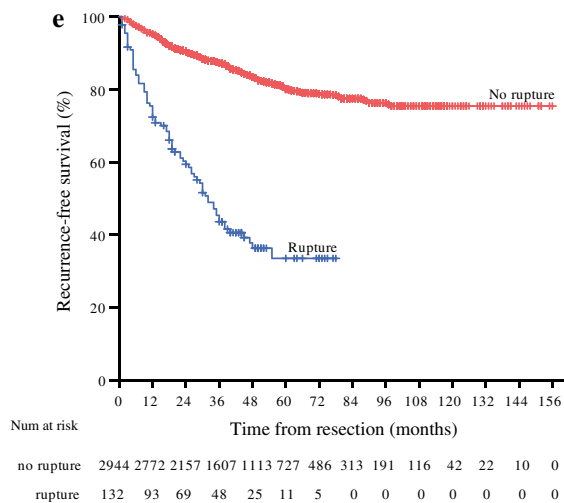 e
100
80
60
40
20
0
Recurrence-free survival (%)
No rupture
Rupture
0 12 24 36 48 60 72 84 96 108 120 132 144 156
Time from resection (months)
Num at risk
no rupture 2944 2772 2157 1607 1113 727 486 313 191 116 42 22 10 0
rupture 132 93 69 48 25 11 5 0 0 0 0 0 0 0